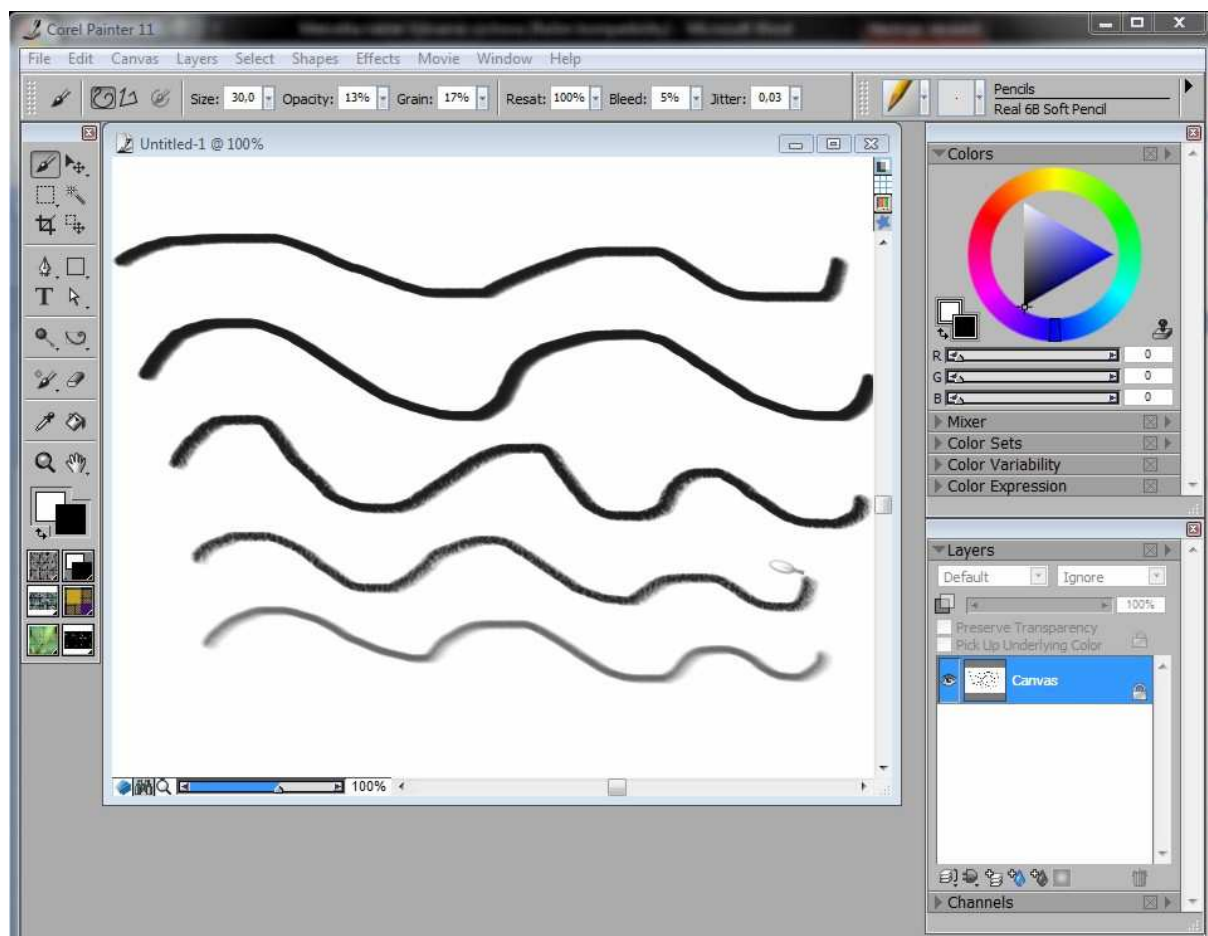 Corel Painter 11
File Edit Canvas Layers Select Shapes Effects Movie Window Help
Size: 30,0 Opacity: 13% Grain: 17% Resat: 100% Bleed: 5% Jitter: 0,03
Pencils
Real 6B Soft Pencil
Untitled-1 @ 100%
T
100%
Colors
R 0
G 0
B 0
Mixer
Color Sets
Color Variability
Color Expression
Layers
Default Ignore
100%
Preserve Transparency
Pick Up Underlying Color
Canvas
Channels